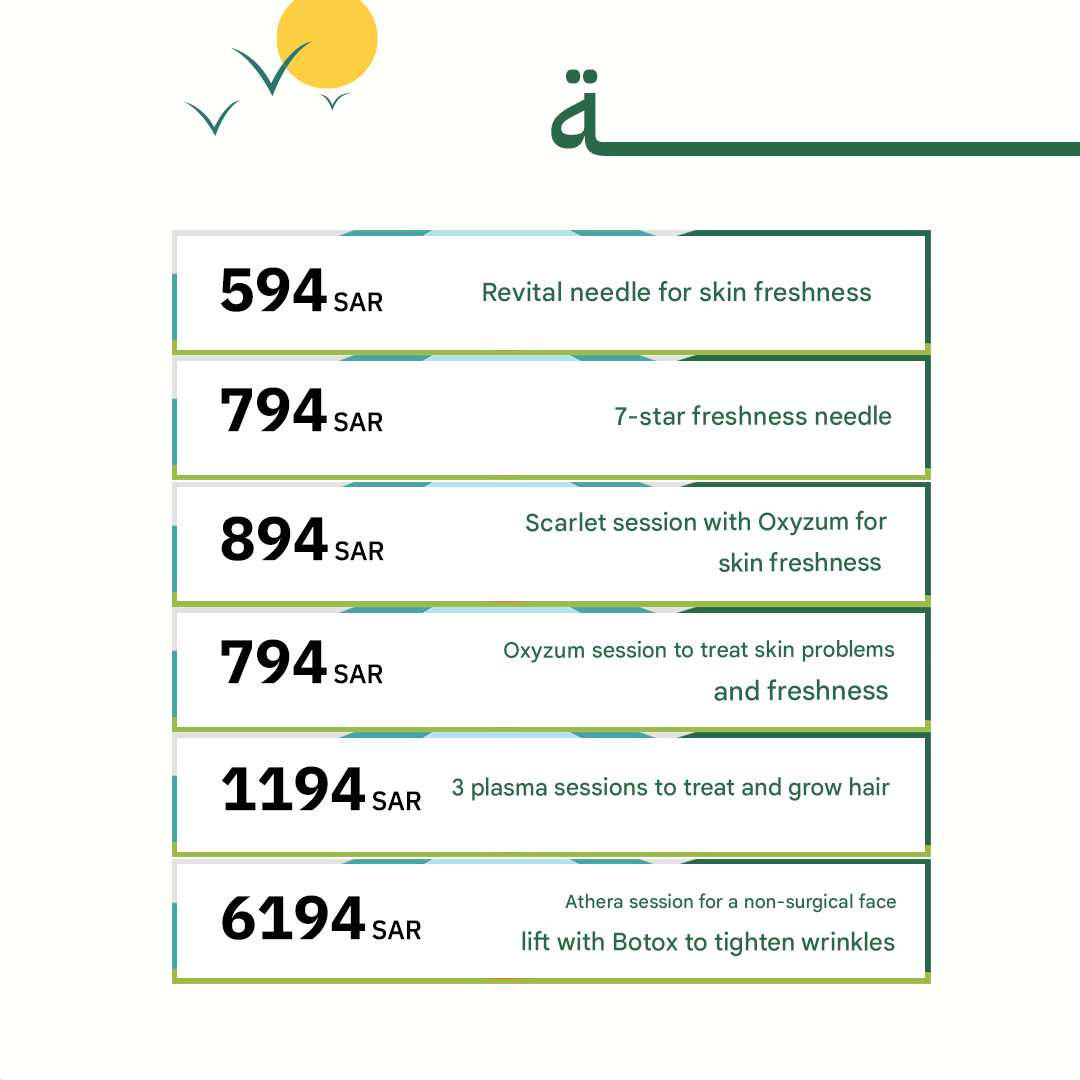 ـة
594 SAR Revital needle for skin freshness
794 SAR 7-star freshness needle
894 SAR Scarlet session with Oxyzum for
skin freshness
794 SAR Oxyzum session to treat skin problems
and freshness
1194 SAR 3 plasma sessions to treat and grow hair
6194 SAR Athera session for a non-surgical face
lift with Botox to tighten wrinkles